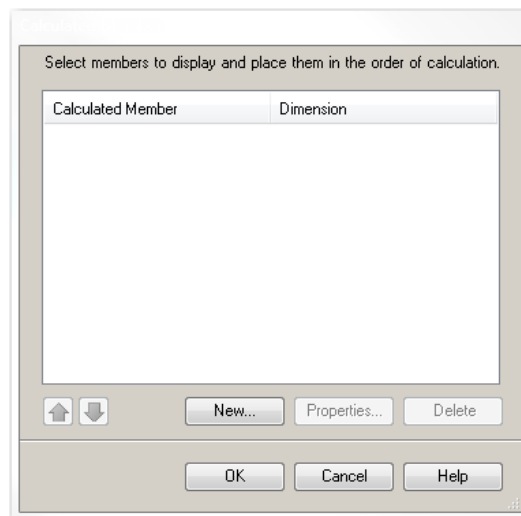 Select members to display and place them in the order of calculation.
Calculated Member Dimension
New... Properties... Delete
OK Cancel Help